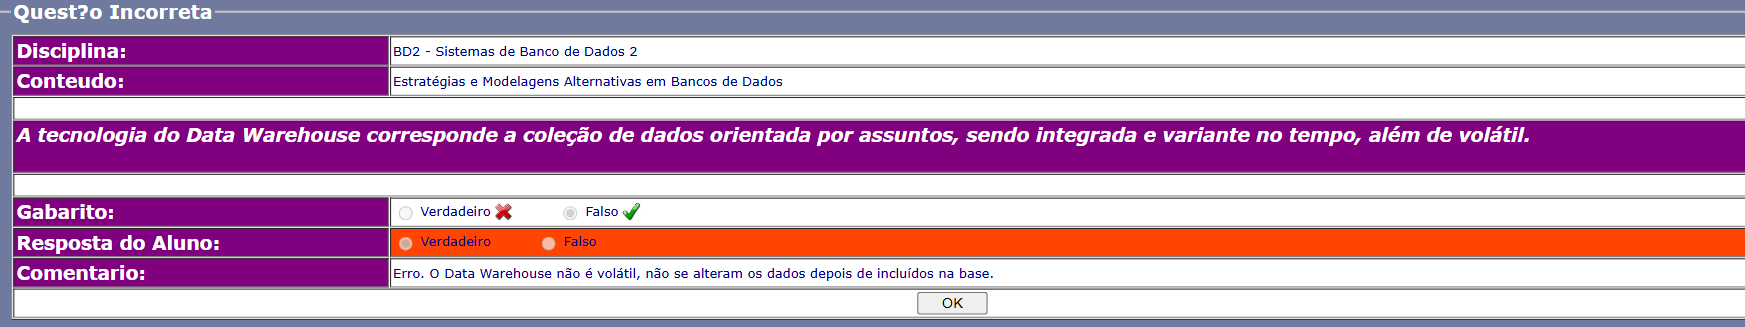 Quest?o Incorreta
Disciplina: BD2 - Sistemas de Banco de Dados 2
Conteudo: Estratégias e Modelagens Alternativas em Bancos de Dados
A tecnologia do Data Warehouse corresponde a coleção de dados orientada por assuntos, sendo integrada e variante no tempo, além de volátil.
Gabarito: Verdadeiro Falso
Resposta do Aluno: Verdadeiro Falso
Comentario: Erro. O Data Warehouse não é volátil, não se alteram os dados depois de incluídos na base.
OK